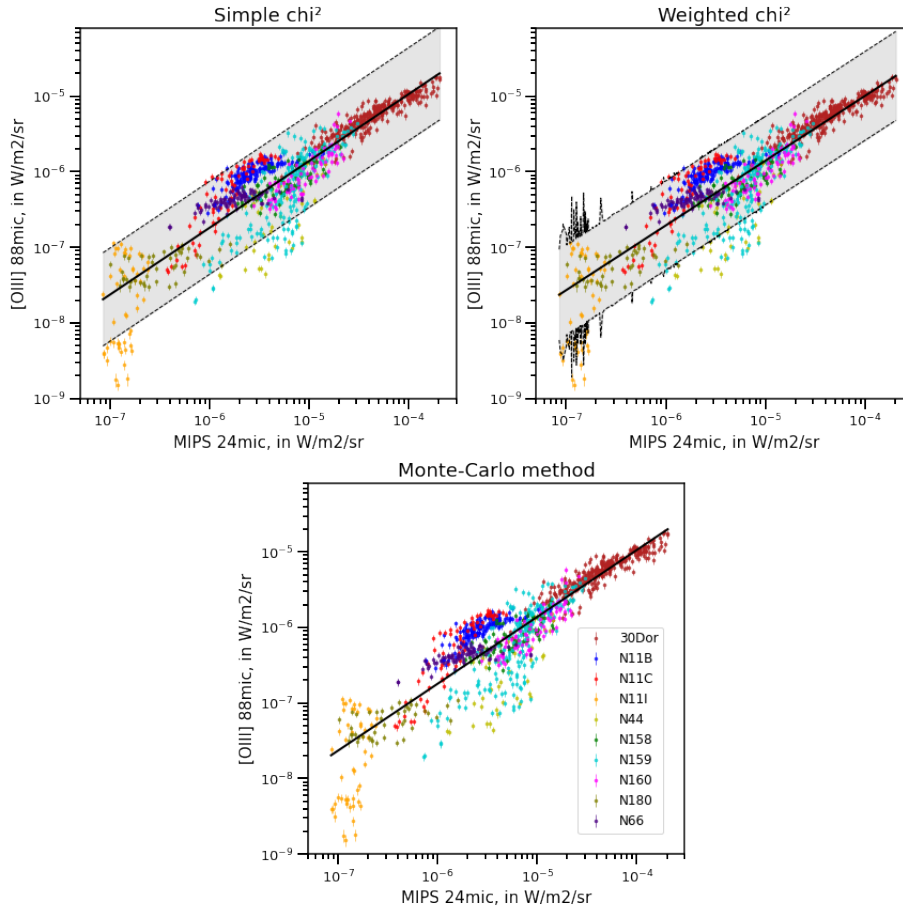 Simple chi²
Weighted chi²
[OIII] 88mic, in W/m2/sr
10⁻⁵
10⁻⁶
10⁻⁷
10⁻⁸
10⁻⁹
10⁻⁷ 10⁻⁶ 10⁻⁵ 10⁻⁴
MIPS 24mic, in W/m2/sr
[OIII] 88mic, in W/m2/sr
10⁻⁵
10⁻⁶
10⁻⁷
10⁻⁸
10⁻⁹
10⁻⁷ 10⁻⁶ 10⁻⁵ 10⁻⁴
MIPS 24mic, in W/m2/sr
Monte-Carlo method
[OIII] 88mic, in W/m2/sr
10⁻⁵
10⁻⁶
10⁻⁷
10⁻⁸
10⁻⁹
30Dor
N11B
N11C
N11I
N44
N158
N159
N160
N180
N66
10⁻⁷ 10⁻⁶ 10⁻⁵ 10⁻⁴
MIPS 24mic, in W/m2/sr